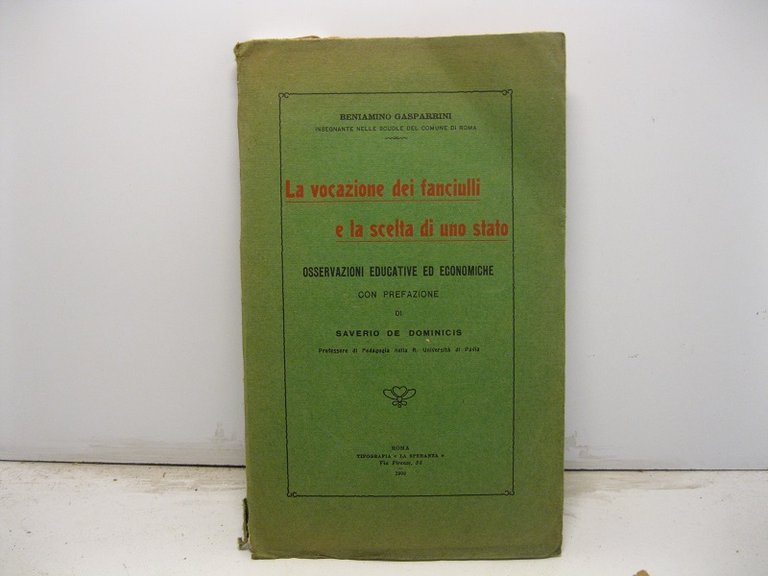 BENIAMINO GASPARRINI
INSEGNANTE NELLE SCUOLE DEL COMUNE DI ROMA
La vocazione dei fanciulli
e la scelta di uno stato
OSSERVAZIONI EDUCATIVE ED ECONOMICHE
CON PREFAZIONE
DI
SAVERIO DE DOMINICIS
Professore di Pedagogia nella R. Università di Pavia
ROMA
TIPOGRAFIA « LA SPERANZA »
Via Firenze,